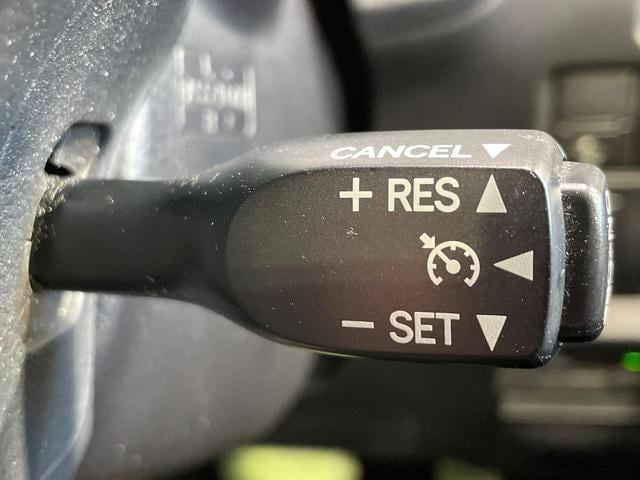 CANCEL ▼
+ RES ▲
◀
− SET ▼